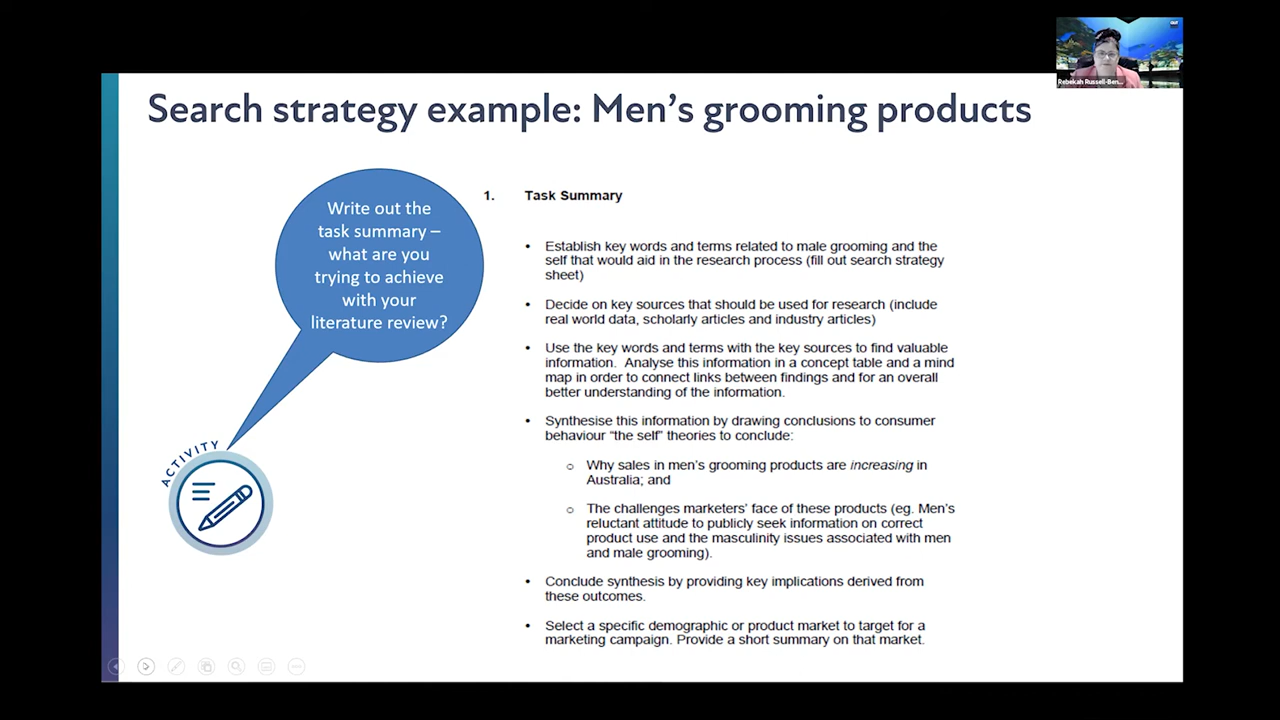 Rebekah Russell-Ben...
Search strategy example: Men's grooming products
Write out the
task summary –
what are you
trying to achieve
with your
literature review?
ACTIVITY
1. Task Summary
• Establish key words and terms related to male grooming and the
self that would aid in the research process (fill out search strategy
sheet)
• Decide on key sources that should be used for research (include
real world data, scholarly articles and industry articles)
• Use the key words and terms with the key sources to find valuable
information. Analyse this information in a concept table and a mind
map in order to connect links between findings and for an overall
better understanding of the information.
• Synthesise this information by drawing conclusions to consumer
behaviour “the self” theories to conclude:
o Why sales in men’s grooming products are increasing in
Australia; and
o The challenges marketers’ face of these products (eg. Men’s
reluctant attitude to publicly seek information on correct
product use and the masculinity issues associated with men
and male grooming).
• Conclude synthesis by providing key implications derived from
these outcomes.
• Select a specific demographic or product market to target for a
marketing campaign. Provide a short summary on that market.